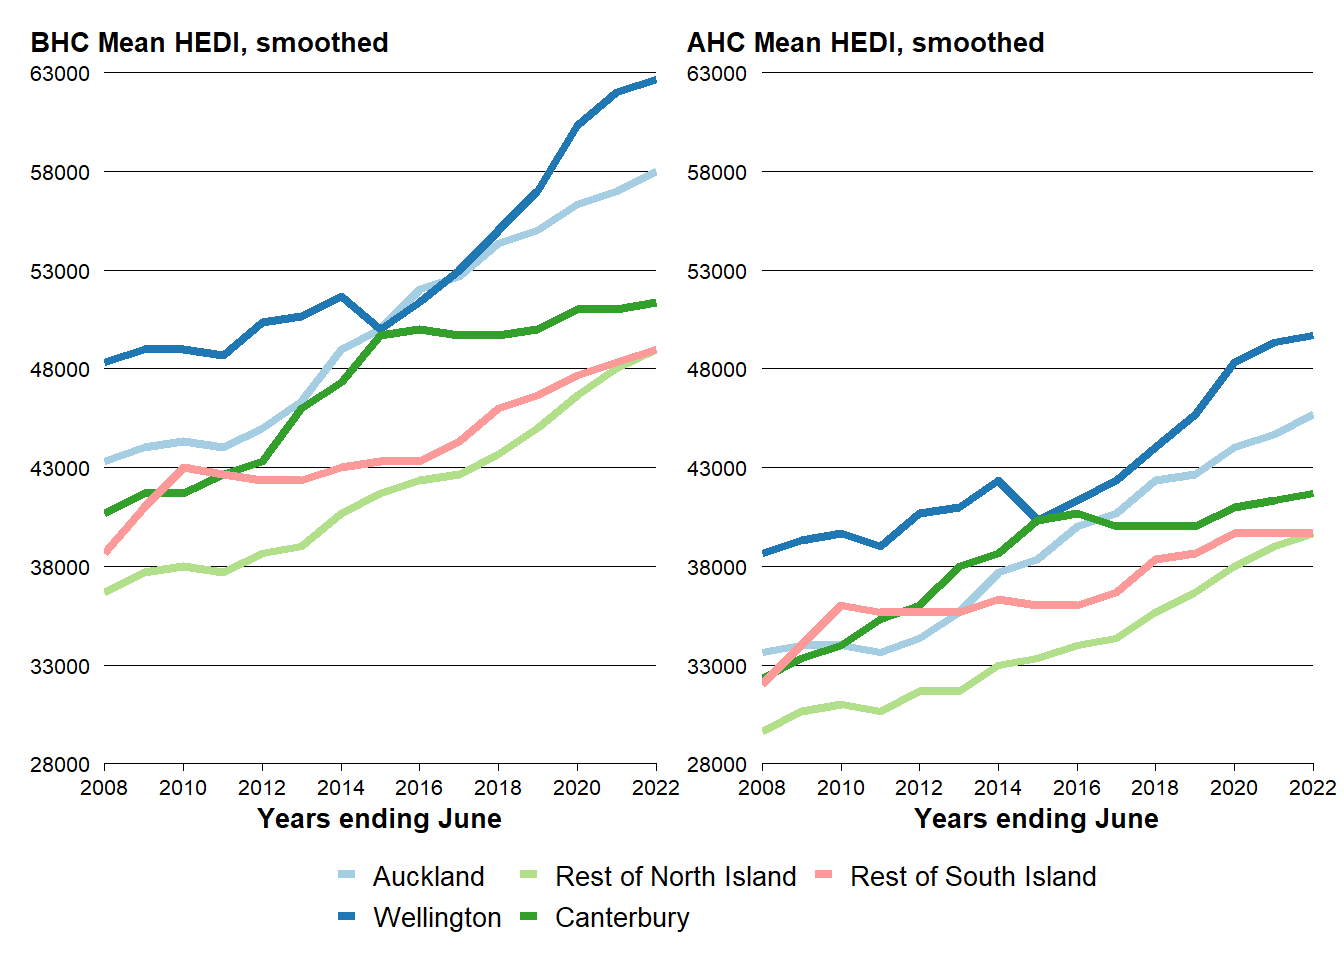 BHC Mean HEDI, smoothed
63000
58000
53000
48000
43000
38000
33000
28000
2008 2010 2012 2014 2016 2018 2020 2022
Years ending June
AHC Mean HEDI, smoothed
63000
58000
53000
48000
43000
38000
33000
28000
2008 2010 2012 2014 2016 2018 2020 2022
Years ending June
Auckland Rest of North Island Rest of South Island
Wellington Canterbury